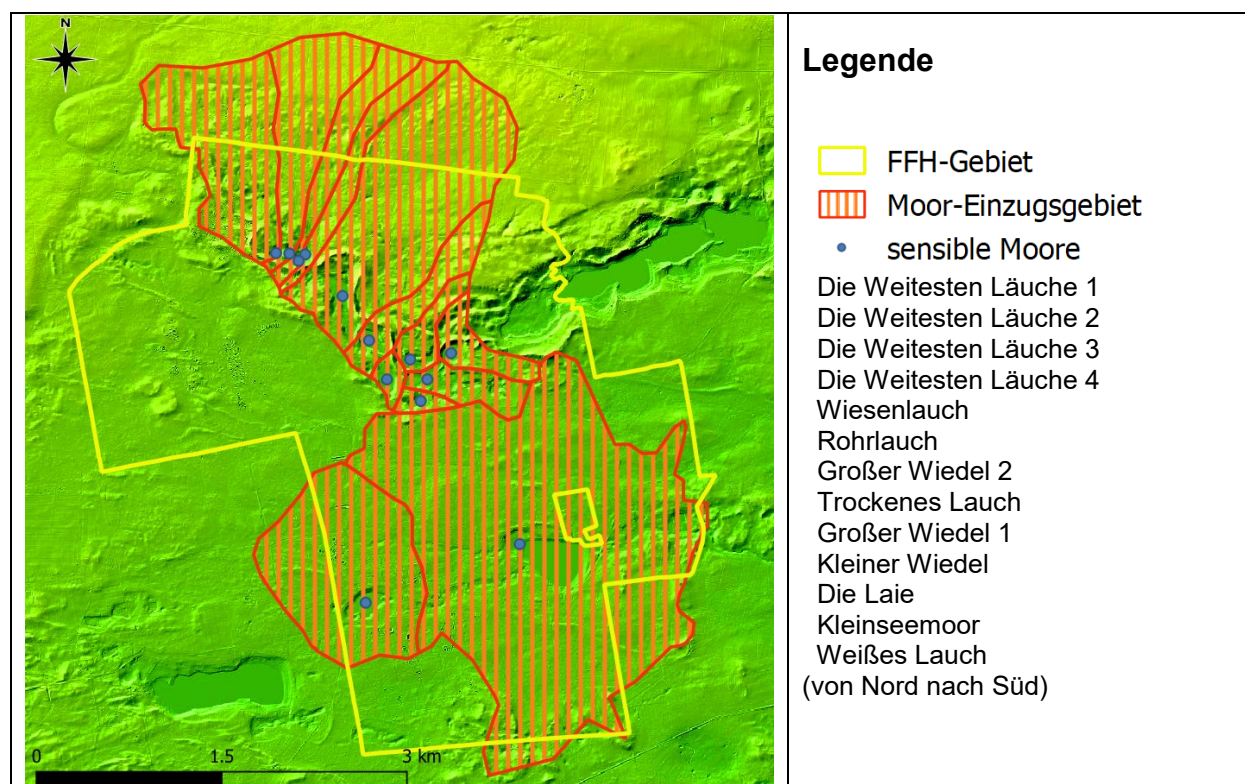 N
0 1.5 3 km
Legende
FFH-Gebiet
Moor-Einzugsgebiet
sensible Moore
Die Weitesten Läuche 1
Die Weitesten Läuche 2
Die Weitesten Läuche 3
Die Weitesten Läuche 4
Wiesenlauch
Rohrlauch
Großer Wiedel 2
Trockenes Lauch
Großer Wiedel 1
Kleiner Wiedel
Die Laie
Kleinseemoor
Weißes Lauch
(von Nord nach Süd)